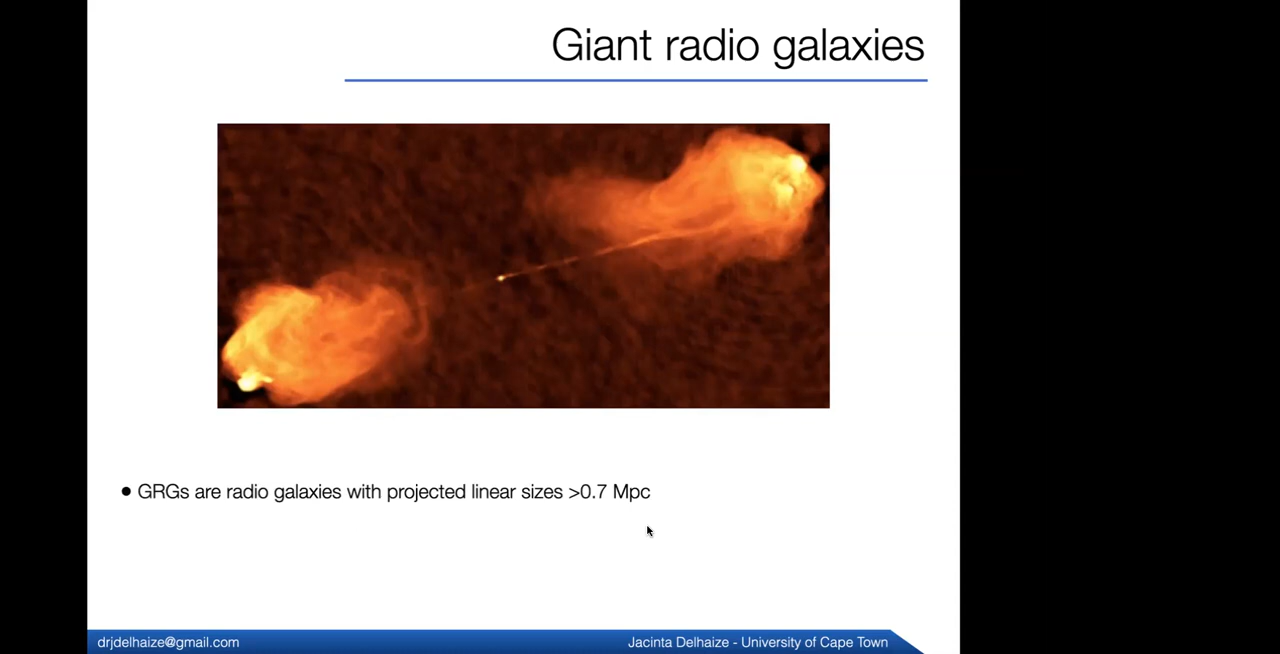 Giant radio galaxies
● GRGs are radio galaxies with projected linear sizes >0.7 Mpc
drjdelhaize@gmail.com
Jacinta Delhaize - University of Cape Town